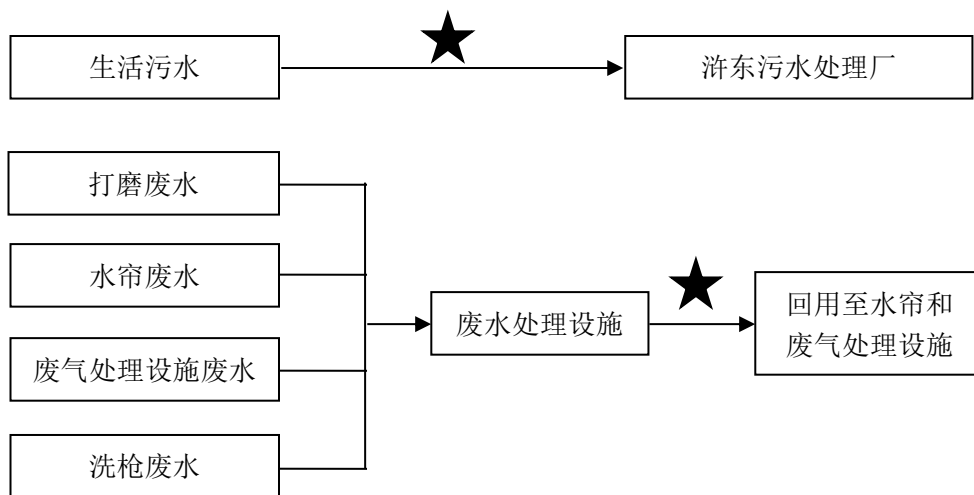 生活污水
浒东污水处理厂
打磨废水
水帘废水
废气处理设施废水
洗枪废水
废水处理设施
回用至水帘和
废气处理设施